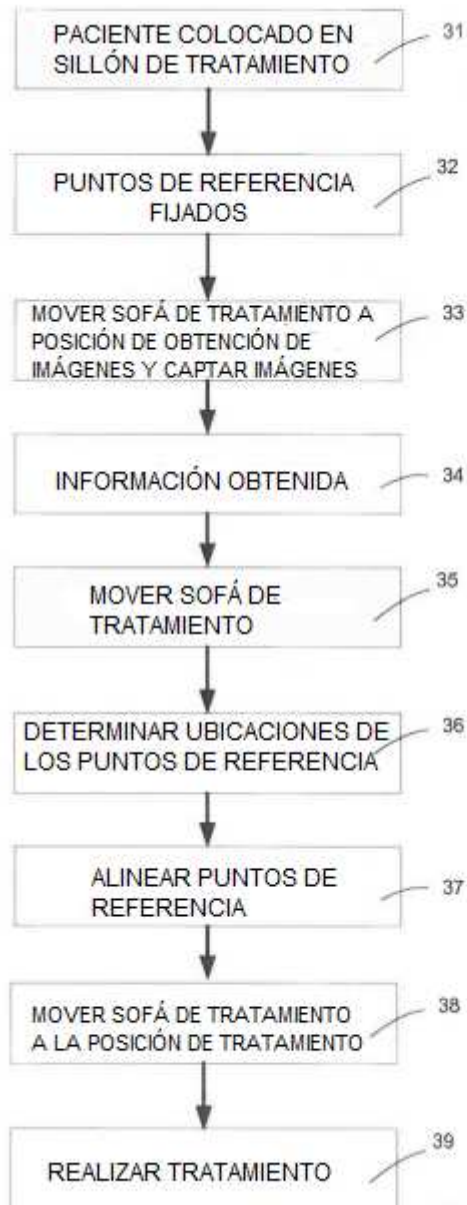 PACIENTE COLOCADO EN
SILLÓN DE TRATAMIENTO
31
PUNTOS DE REFERENCIA
FIJADOS
32
MOVER SOFÁ DE TRATAMIENTO A
POSICIÓN DE OBTENCIÓN DE
IMÁGENES Y CAPTAR IMÁGENES
33
INFORMACIÓN OBTENIDA
34
MOVER SOFÁ DE
TRATAMIENTO
35
DETERMINAR UBICACIONES DE
LOS PUNTOS DE REFERENCIA
36
ALINEAR PUNTOS DE
REFERENCIA
37
MOVER SOFÁ DE TRATAMIENTO
A LA POSICIÓN DE TRATAMIENTO
38
REALIZAR TRATAMIENTO
39